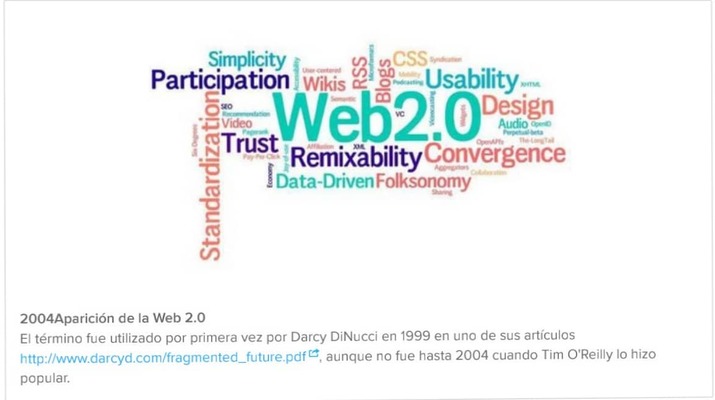 Simplicity
Participation
Accessibility
User-centered
Wikis
RSS
Microformats
Blogs
CSS
Syndication
Mobility
Podcasting
Usability
XHTML
SEO
Recommendation
Semantic
Web2.0
VC
Videocasting
Widgets
Design
Video
Pagerank
Audio
OpenID
Perpetual-beta
Standardization
Six-Degrees
Trust
Pay-Per-Click
Affiliation
XML
Remixability
OpenAPIs
The LongTail
Convergence
Economy
Joy-of-use
Data-Driven
Folksonomy
Aggregators
Collaboration
Sharing
2004Aparición de la Web 2.0
El término fue utilizado por primera vez por Darcy DiNucci en 1999 en uno de sus artículos
http://www.darcyd.com/fragmented_future.pdf, aunque no fue hasta 2004 cuando Tim O'Reilly lo hizo
popular.